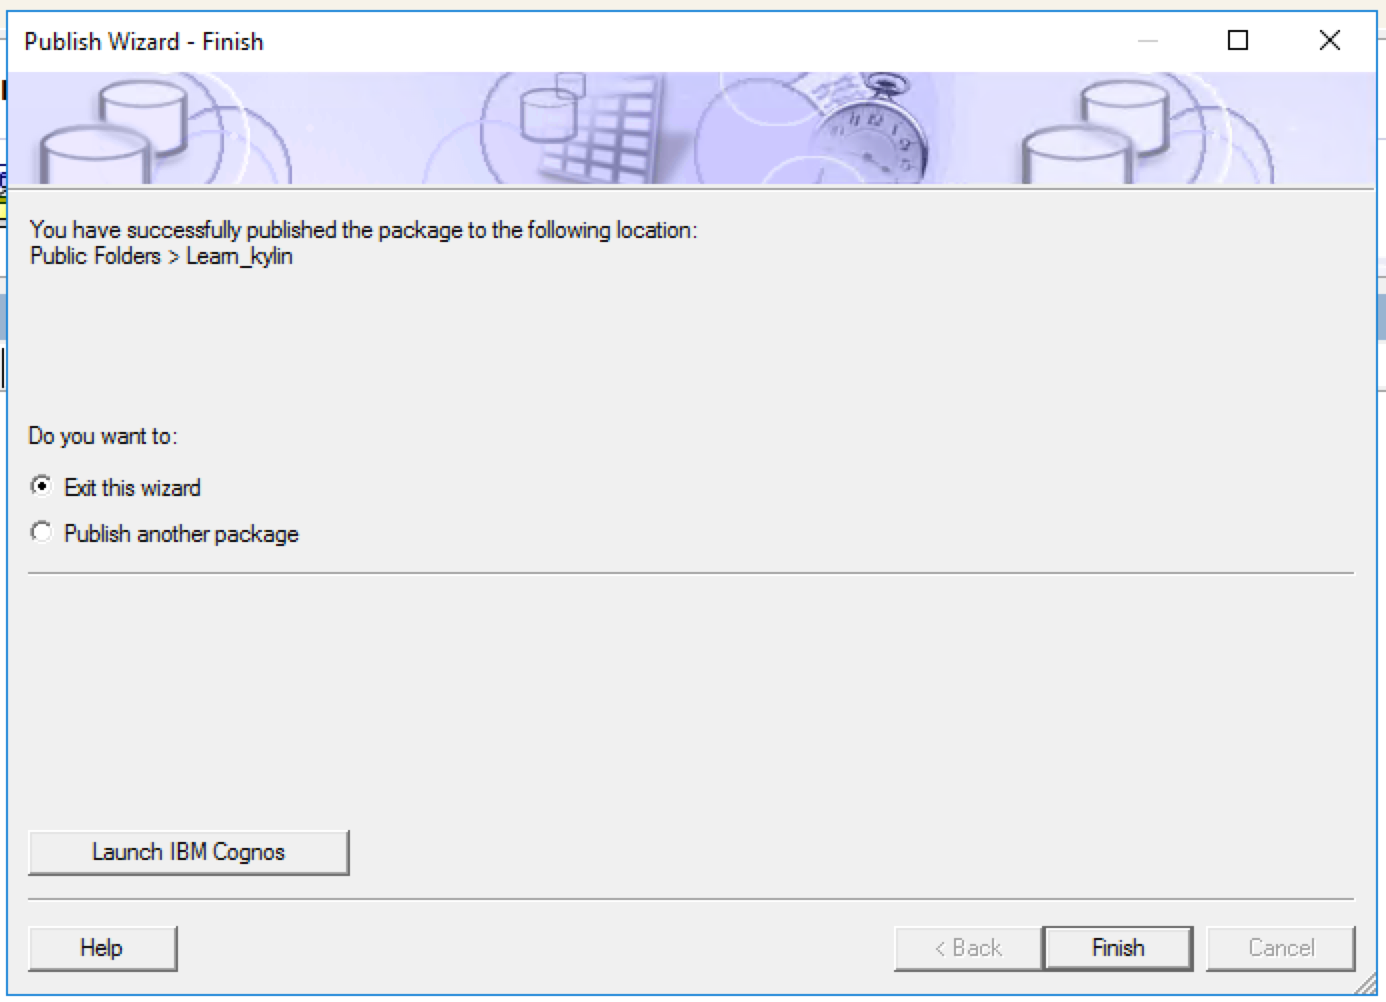 Publish Wizard - Finish
You have successfully published the package to the following location:
Public Folders > Learn_kylin
Do you want to:
Exit this wizard
Publish another package
Launch IBM Cognos
Help
< Back
Finish
Cancel